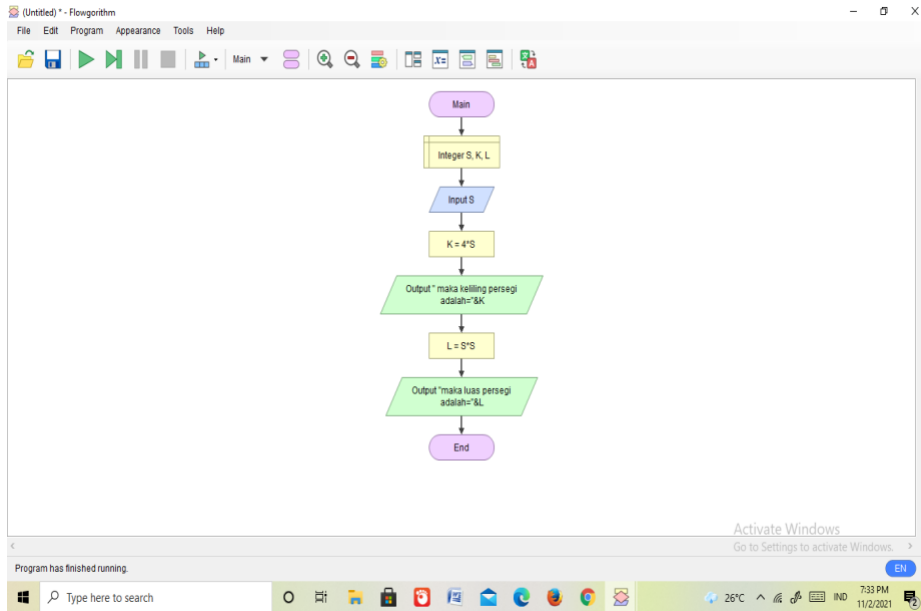 (Untitled) * - Flowgorithm
File Edit Program Appearance Tools Help
Main
Main
Integer S, K, L
Input S
K = 4*S
Output " maka keliling persegi
adalah="&K
L = S*S
Output "maka luas persegi
adalah="&L
End
Activate Windows
Go to Settings to activate Windows.
Program has finished running.
EN
Type here to search
26°C
IND
7:33 PM
11/2/2021